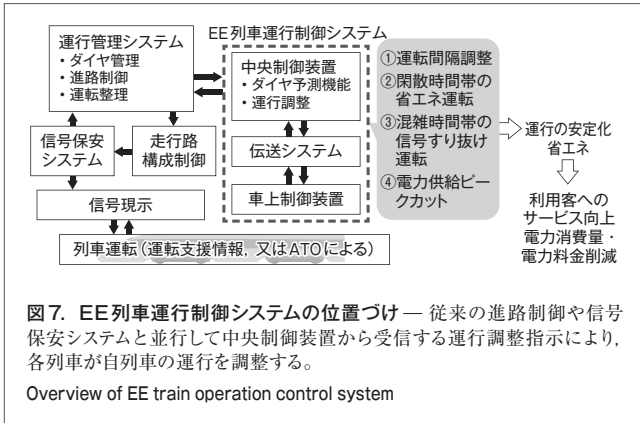 EE列車運行制御システム
運行管理システム
・ダイヤ管理
・進路制御
・運転整理
中央制御装置
・ダイヤ予測機能
・運行調整
信号保安
システム
走行路
構成制御
伝送システム
車上制御装置
信号現示
列車運転（運転支援情報，又はATOによる）
①運転間隔調整
②閑散時間帯の
省エネ運転
③混雑時間帯の
信号すり抜け
運転
④電力供給ピー
クカット
運行の安定化
省エネ
利用客への
サービス向上
電力消費量・
電力料金削減
図7．EE列車運行制御システムの位置づけ — 従来の進路制御や信号
保安システムと並行して中央制御装置から受信する運行調整指示により，
各列車が自列車の運行を調整する。
Overview of EE train operation control system